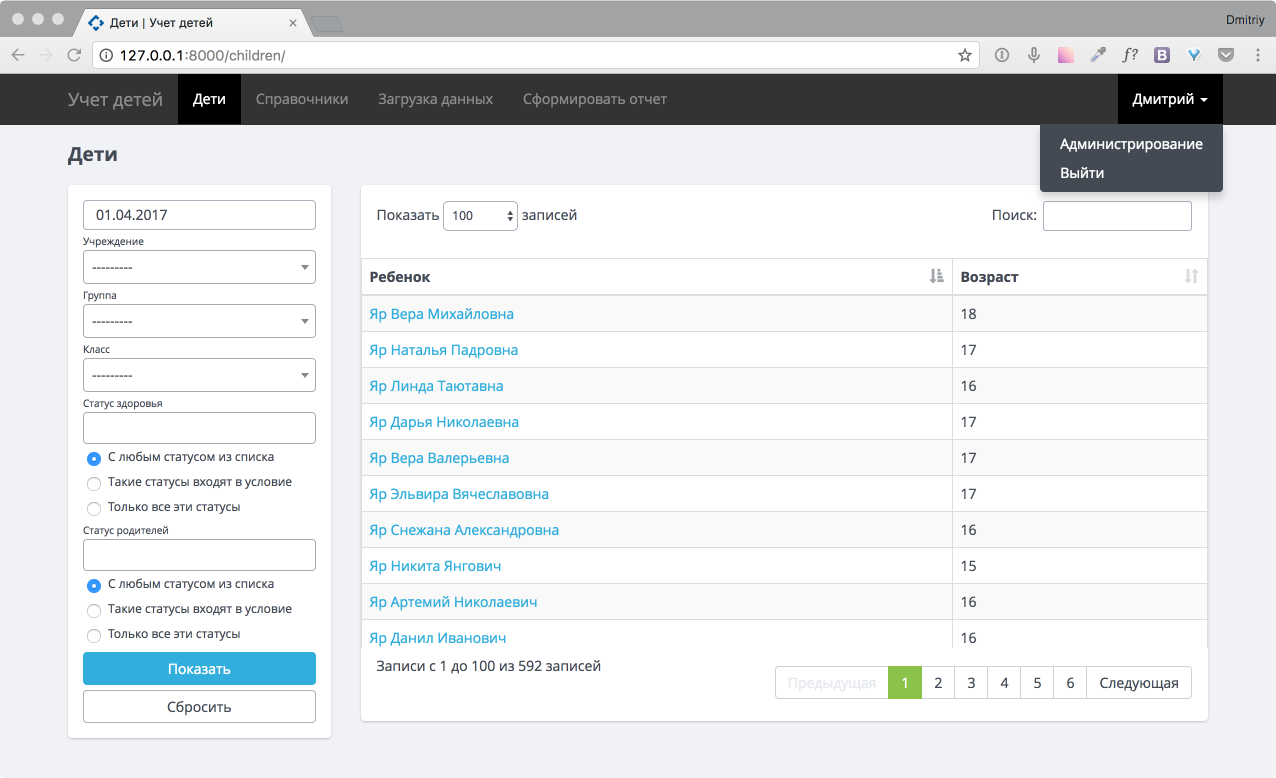 Дети | Учет детей
Dmitriy
127.0.0.1:8000/children/
f?
B
Учет детей
Дети
Справочники
Загрузка данных
Сформировать отчет
Дмитрий
Администрирование
Выйти
Дети
01.04.2017
Учреждение
---------
Группа
---------
Класс
---------
Статус здоровья
С любым статусом из списка
Такие статусы входят в условие
Только все эти статусы
Статус родителей
С любым статусом из списка
Такие статусы входят в условие
Только все эти статусы
Показать
Сбросить
Показать 100 записей
Поиск:
Ребенок Возраст
Яр Вера Михайловна 18
Яр Наталья Падровна 17
Яр Линда Таютавна 16
Яр Дарья Николаевна 17
Яр Вера Валерьевна 17
Яр Эльвира Вячеславовна 17
Яр Снежана Александровна 16
Яр Никита Янгович 15
Яр Артемий Николаевич 16
Яр Данил Иванович 16
Записи с 1 до 100 из 592 записей
Предыдущая 1 2 3 4 5 6 Следующая